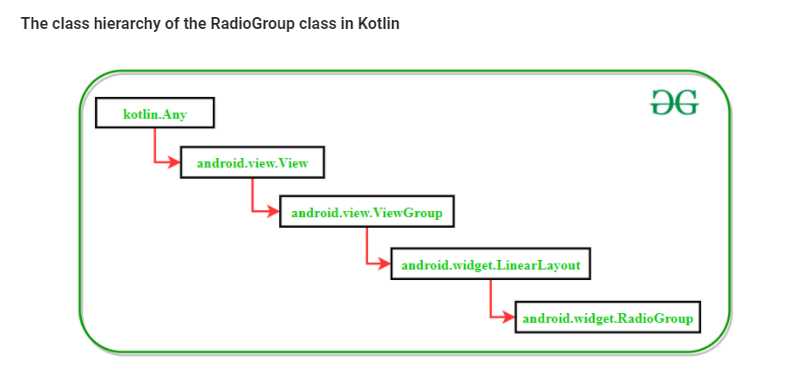 The class hierarchy of the RadioGroup class in Kotlin
kotlin.Any
android.view.View
android.view.ViewGroup
android.widget.LinearLayout
android.widget.RadioGroup